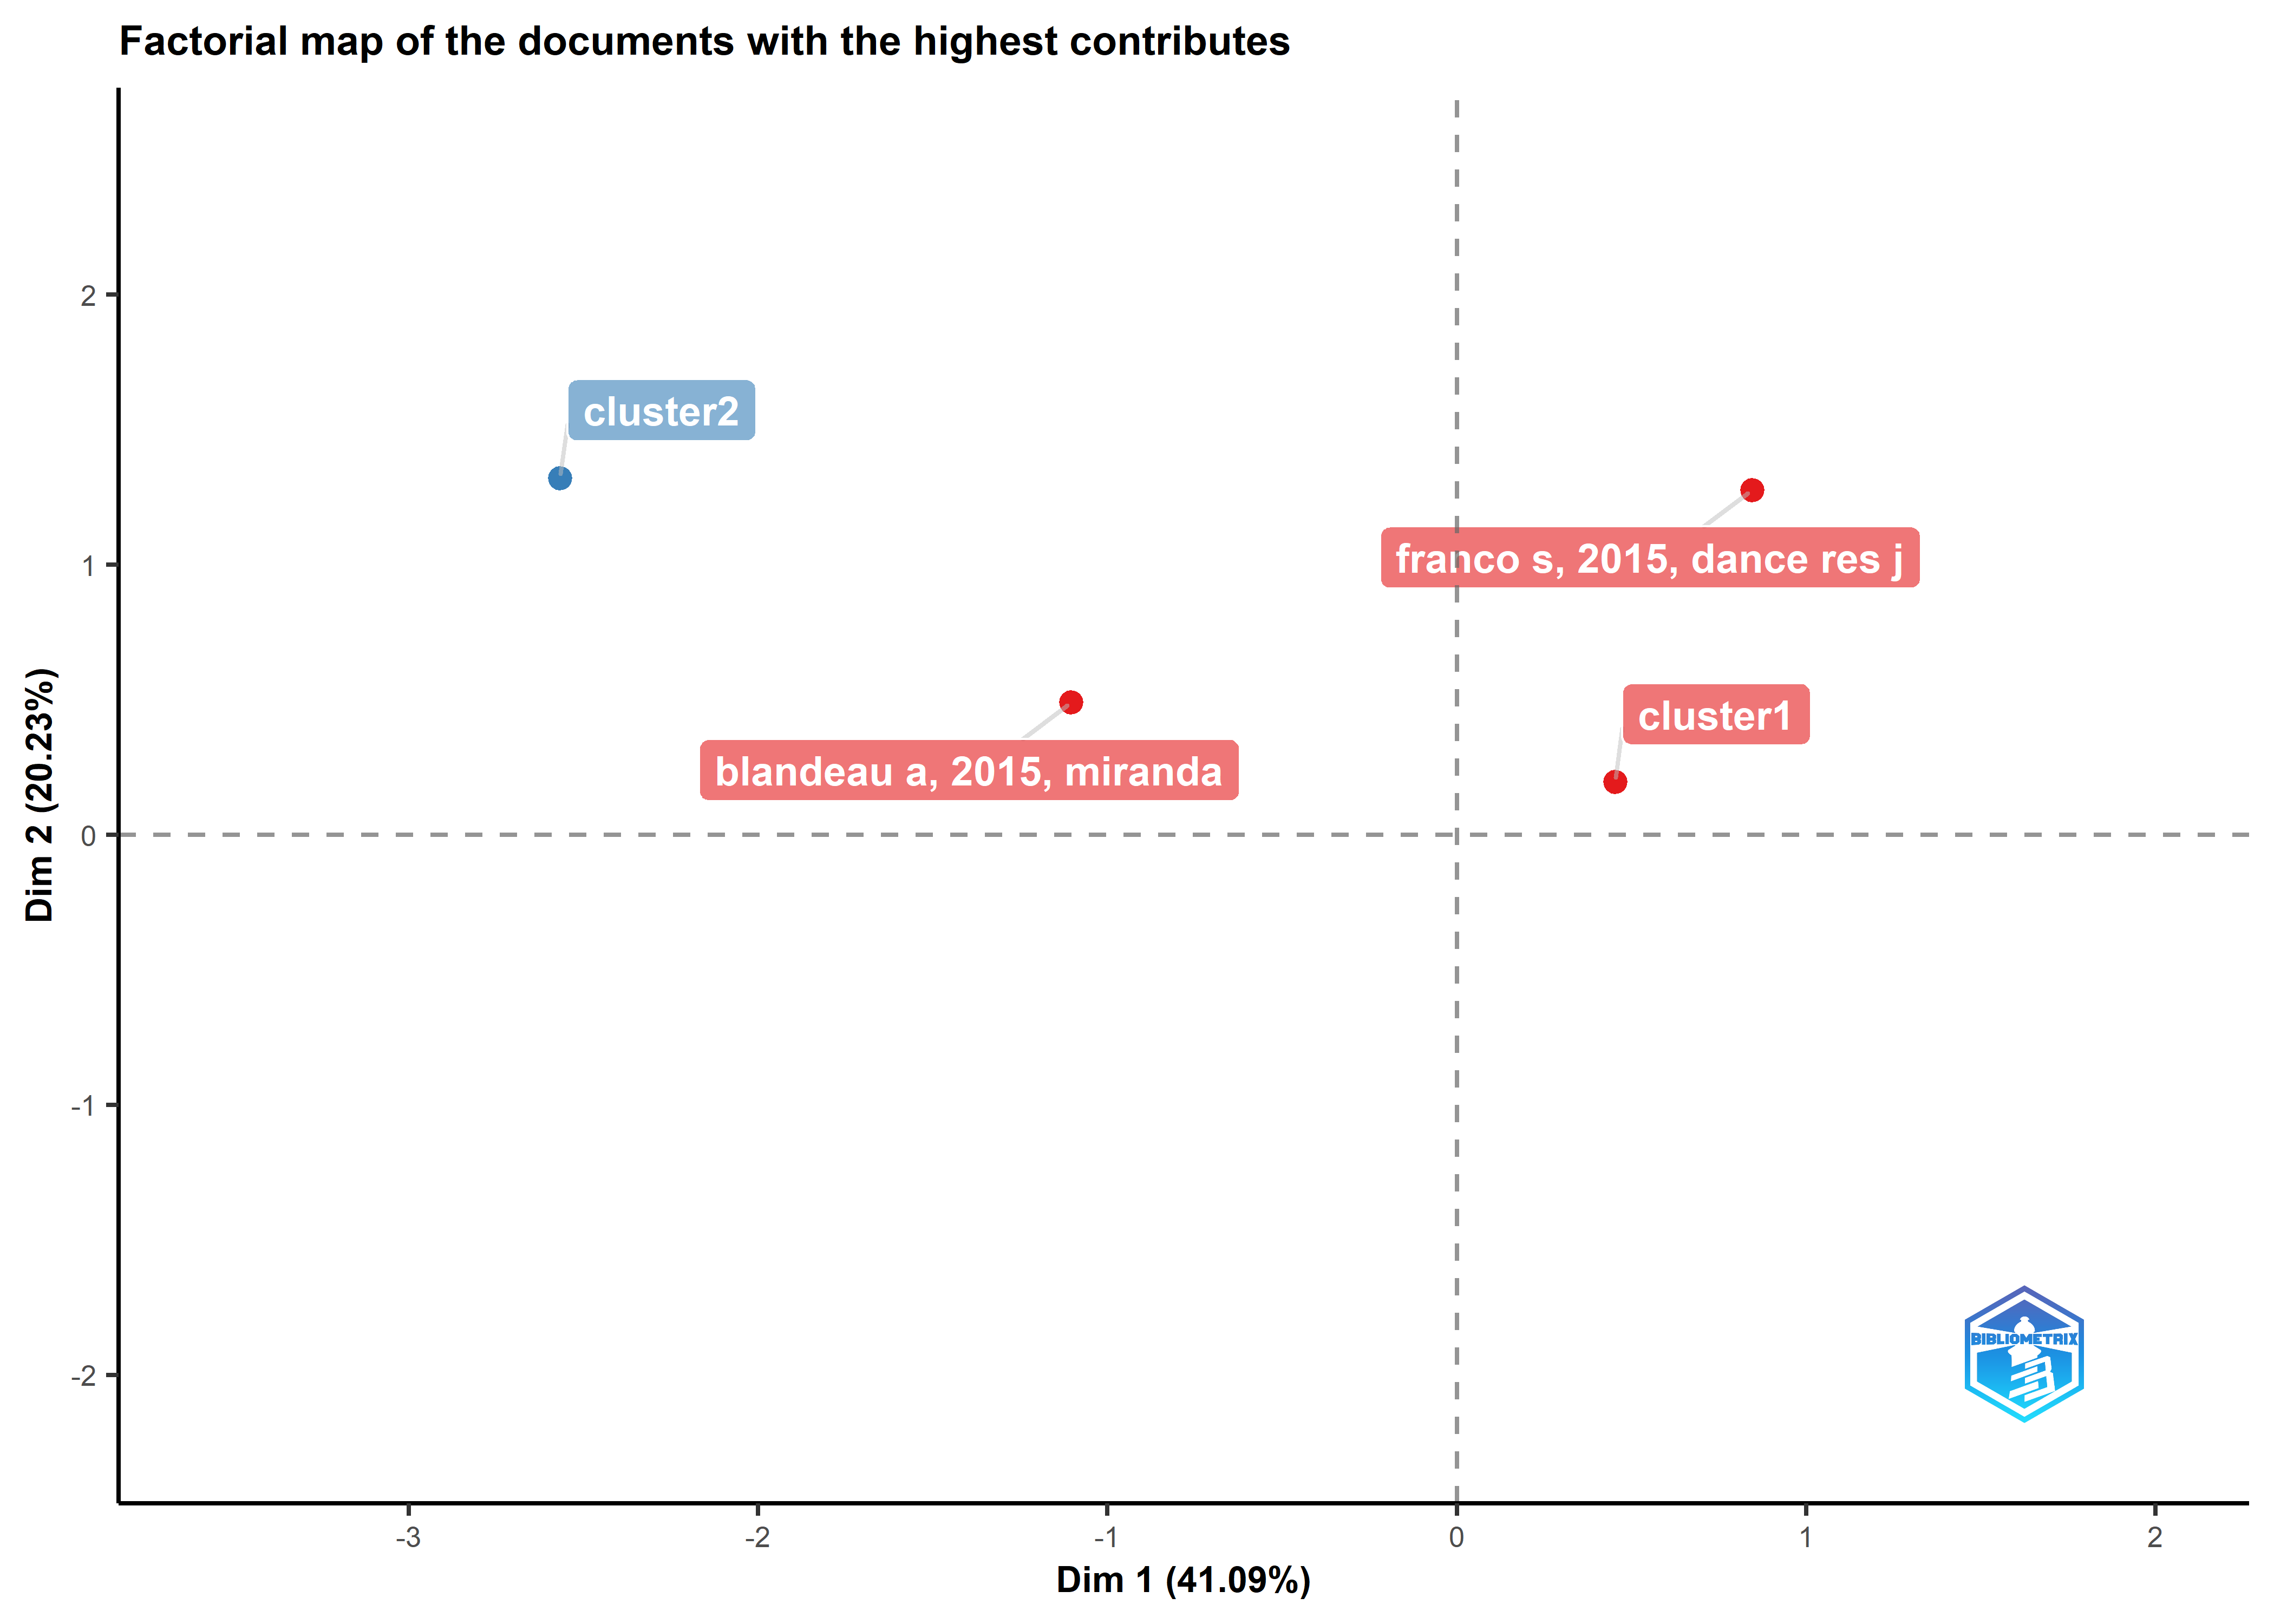 Factorial map of the documents with the highest contributes
Dim 2 (20.23%)
2
1
0
-1
-2
cluster2
franco s, 2015, dance res j
cluster1
blandeau a, 2015, miranda
BIBLIOMETRIX
-3
-2
-1
0
1
2
Dim 1 (41.09%)